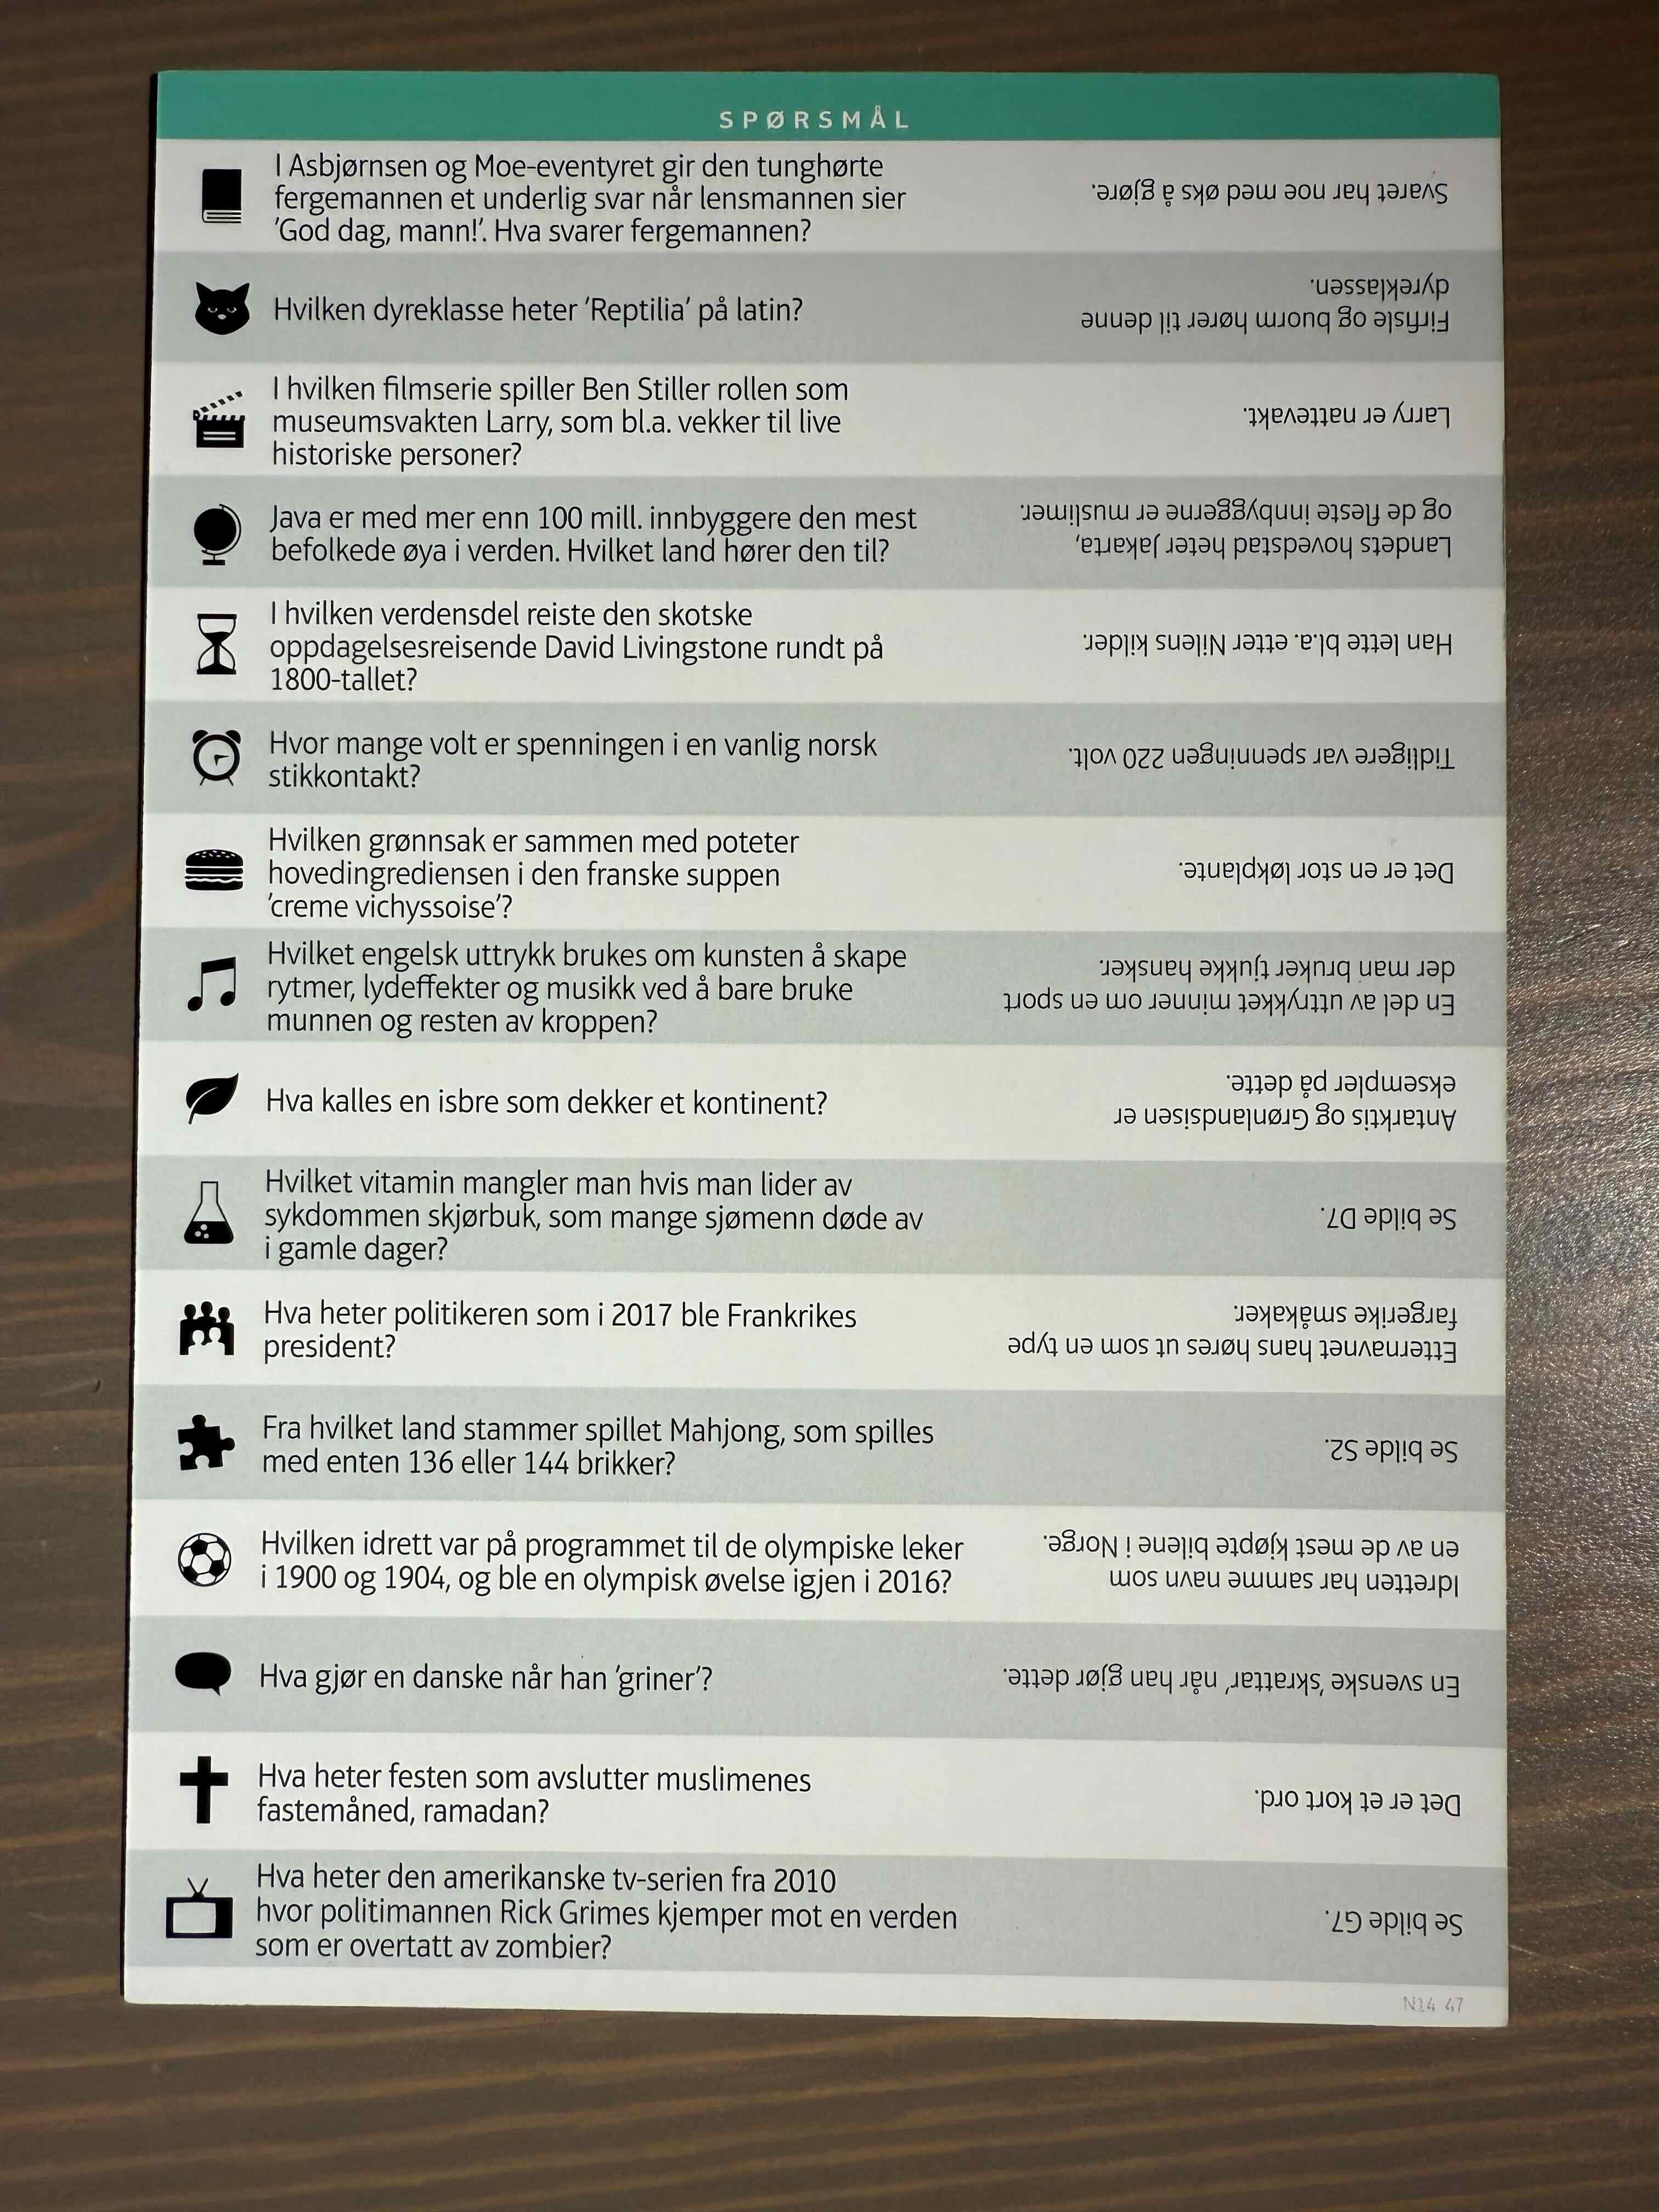 SPØRSMÅL
I Asbjørnsen og Moe-eventyret gir den tunghørte
fergemannen et underlig svar når lensmannen sier
'God dag, mann!'. Hva svarer fergemannen?
Svaret har noe med øks å gjøre.
Hvilken dyreklasse heter 'Reptilia' på latin?
Firfisle og buorm hører til denne
dyreklassen.
I hvilken filmserie spiller Ben Stiller rollen som
museumsvakten Larry, som bl.a. vekker til live
historiske personer?
Larry er nattevakt.
Java er med mer enn 100 mill. innbyggere den mest
befolkede øya i verden. Hvilket land hører den til?
Landets hovedstad heter Jakarta,
og de fleste innbyggerne er muslimer.
I hvilken verdensdel reiste den skotske
oppdagelsesreisende David Livingstone rundt på
1800-tallet?
Han lette bl.a. etter Nilens kilder.
Hvor mange volt er spenningen i en vanlig norsk
stikkontakt?
Tidligere var spenningen 220 volt.
Hvilken grønnsak er sammen med poteter
hovedingrediensen i den franske suppen
'creme vichyssoise'?
Det er en stor løkplante.
Hvilket engelsk uttrykk brukes om kunsten å skape
rytmer, lydeffekter og musikk ved å bare bruke
munnen og resten av kroppen?
En del av uttrykket minner om en sport
der man bruker tjukke hansker.
Hva kalles en isbre som dekker et kontinent?
Antarktis og Grønlandsisen er
eksempler på dette.
Hvilket vitamin mangler man hvis man lider av
sykdommen skjørbuk, som mange sjømenn døde av
i gamle dager?
Se bilde D7.
Hva heter politikeren som i 2017 ble Frankrikes
president?
Etternavnet hans høres ut som en type
fargerike småkaker.
Fra hvilket land stammer spillet Mahjong, som spilles
med enten 136 eller 144 brikker?
Se bilde S2.
Hvilken idrett var på programmet til de olympiske leker
i 1900 og 1904, og ble en olympisk øvelse igjen i 2016?
Idretten har samme navn som
en av de mest kjøpte bilene i Norge.
Hva gjør en danske når han 'griner'?
En svenske 'skrattar' når han gjør dette.
Hva heter festen som avslutter muslimenes
fastemåned, ramadan?
Det er et kort ord.
Hva heter den amerikanske tv-serien fra 2010
hvor politimannen Rick Grimes kjemper mot en verden
som er overtatt av zombier?
Se bilde G7.
N14 47